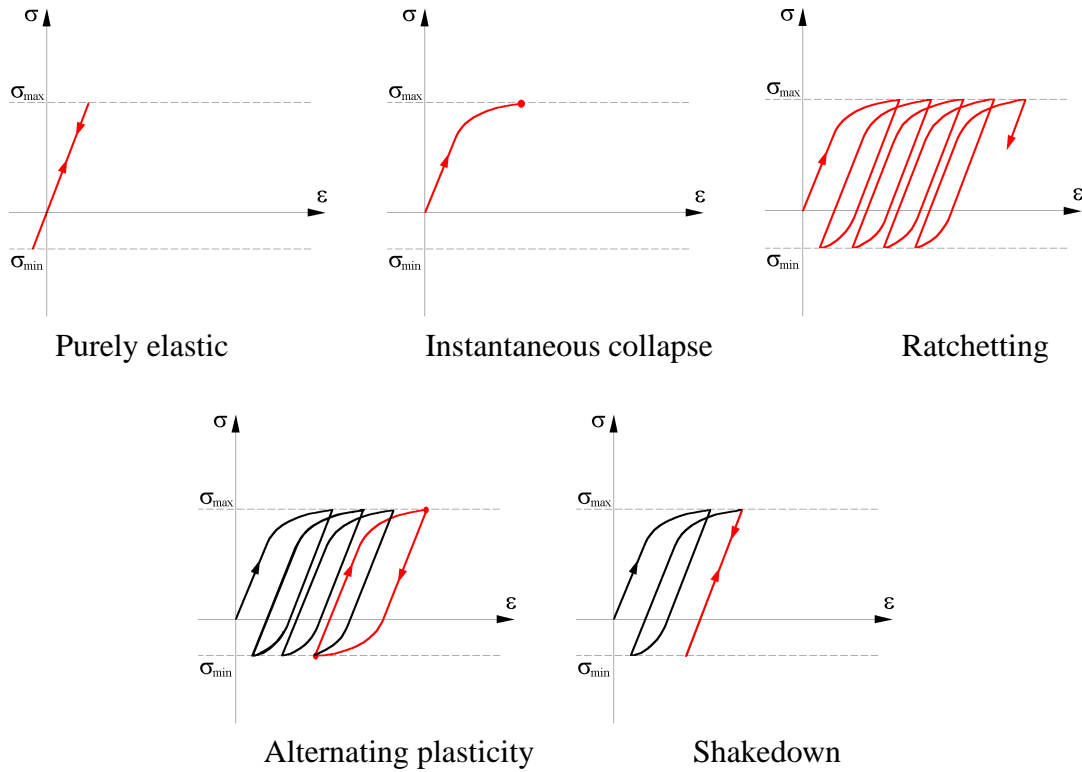 σ
σmax
ε
σmin
Purely elastic
σ
σmax
ε
σmin
Instantaneous collapse
σ
σmax
ε
σmin
Ratchetting
σ
σmax
ε
σmin
Alternating plasticity
σ
σmax
ε
σmin
Shakedown